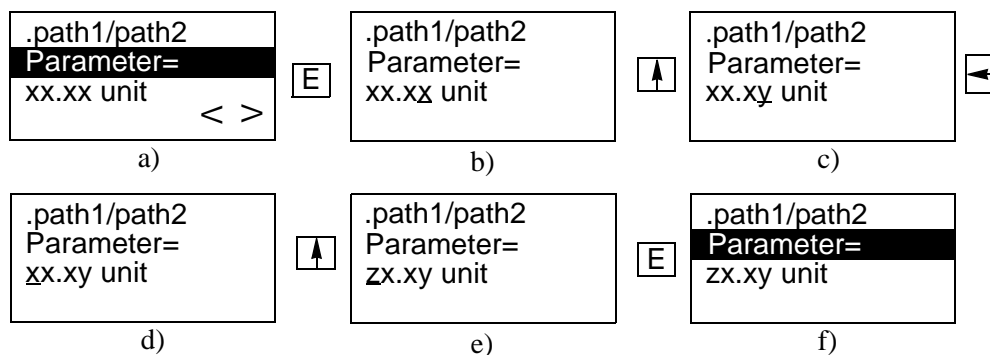 .path1/path2
Parameter=
xx.xx unit
< >
a)
E
.path1/path2
Parameter=
xx.xx unit
b)
.path1/path2
Parameter=
xx.xy unit
c)
.path1/path2
Parameter=
xx.xy unit
d)
.path1/path2
Parameter=
zx.xy unit
e)
E
.path1/path2
Parameter=
zx.xy unit
f)